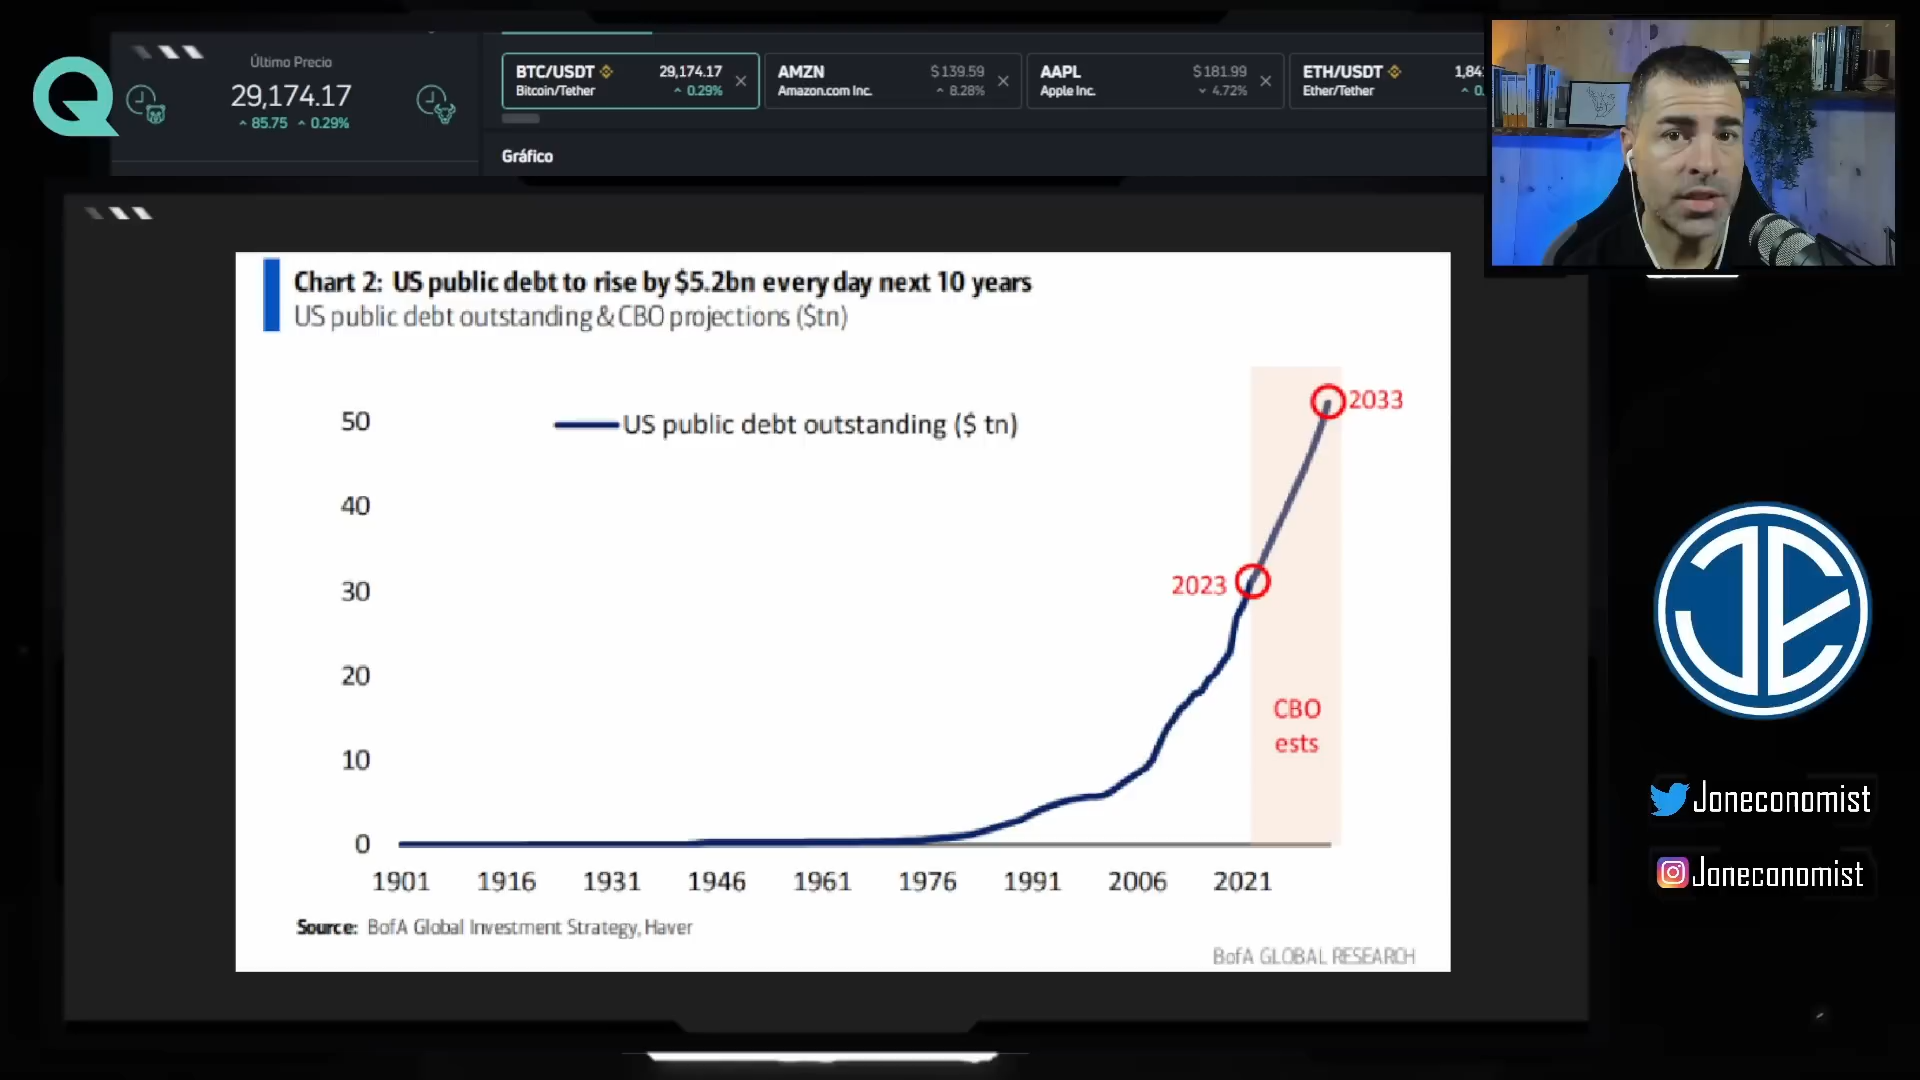 Último Precio
29,174.17
85.75 0.29%
BTC/USDT 29,174.17
Bitcoin/Tether 0.29%
AMZN $139.59
Amazon.com Inc. 8.28%
AAPL $181.99
Apple Inc. 4.72%
ETH/USDT 1,84
Ether/Tether 0.
Gráfico
Chart 2: US public debt to rise by $5.2bn every day next 10 years
US public debt outstanding & CBO projections ($tn)
US public debt outstanding ($ tn)
50
40
30
20
10
0
2033
2023
CBO
ests
1901 1916 1931 1946 1961 1976 1991 2006 2021
Source: BofA Global Investment Strategy, Haver
BofA GLOBAL RESEARCH
JE
Joneconomist
Joneconomist